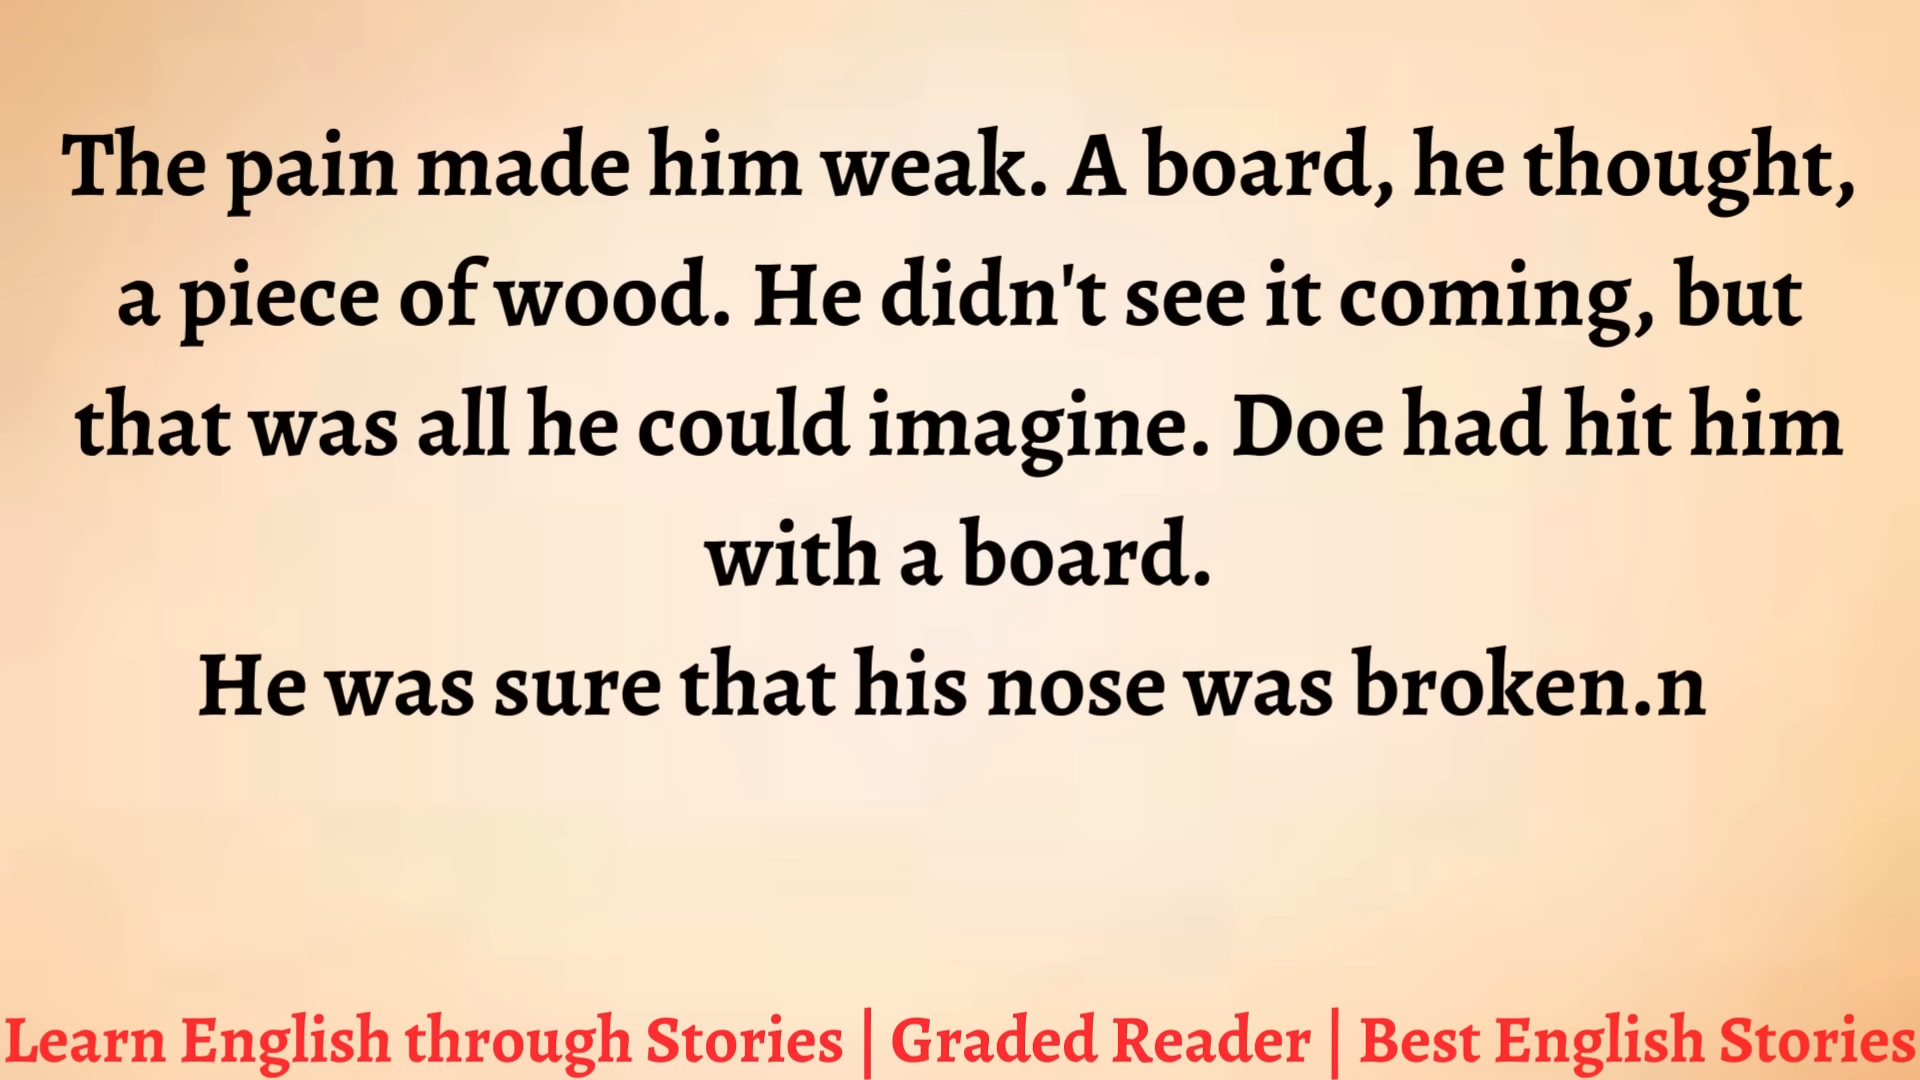 The pain made him weak. A board, he thought,
a piece of wood. He didn't see it coming, but
that was all he could imagine. Doe had hit him
with a board.
He was sure that his nose was broken.n
Learn English through Stories | Graded Reader | Best English Stories